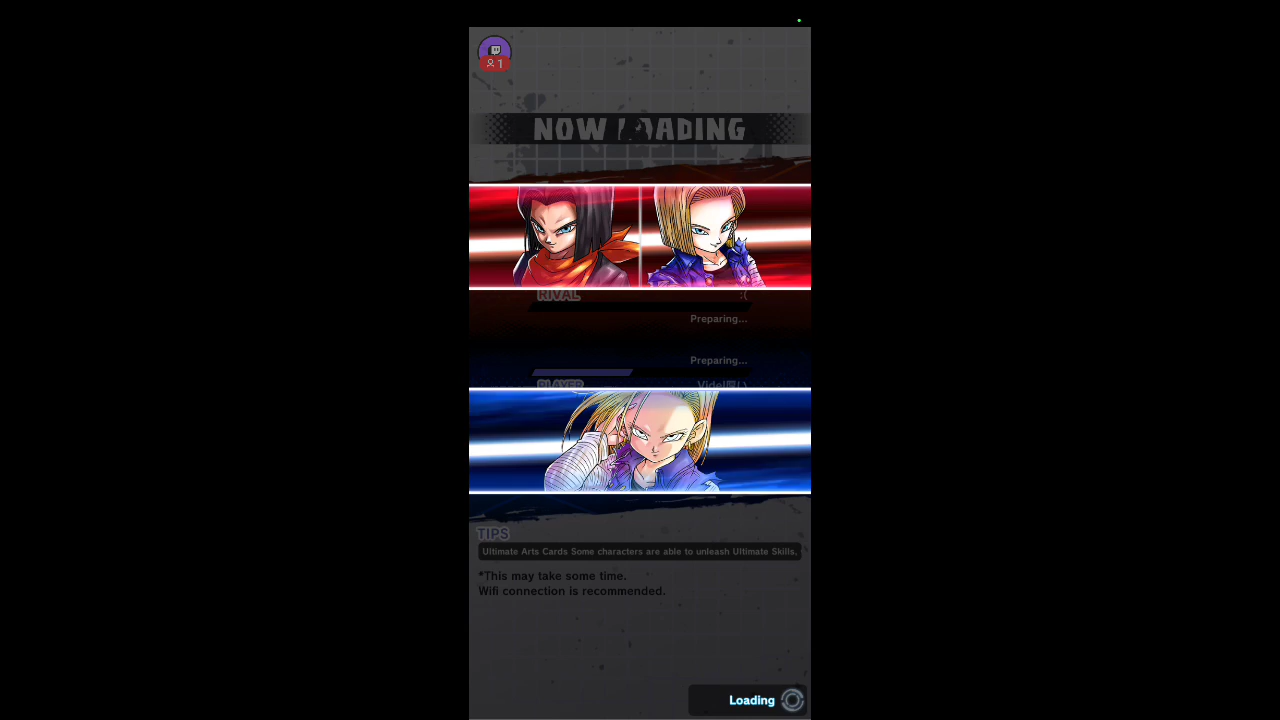 1
NOW LOADING
RIVAL :(
Preparing...
Preparing...
PLAYER
TIPS
Ultimate Arts Cards Some characters are able to unleash Ultimate Skills,
*This may take some time.
Wifi connection is recommended.
Loading